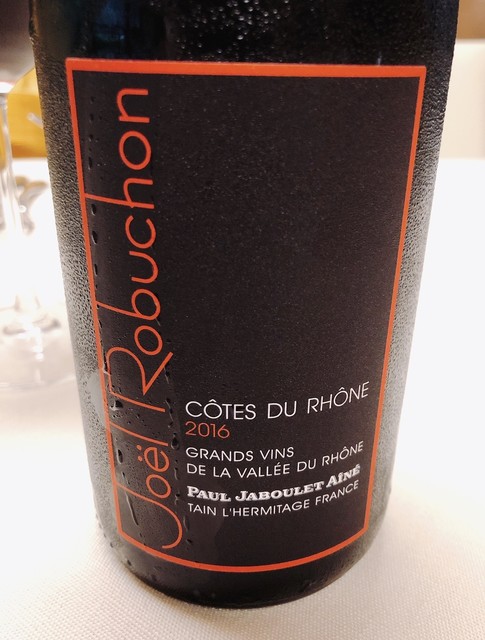 Joël Robuchon
CÔTES DU RHÔNE
2016
GRANDS VINS
DE LA VALLÉE DU RHÔNE
PAUL JABOULET AÎNÉ
TAIN L'HERMITAGE FRANCE